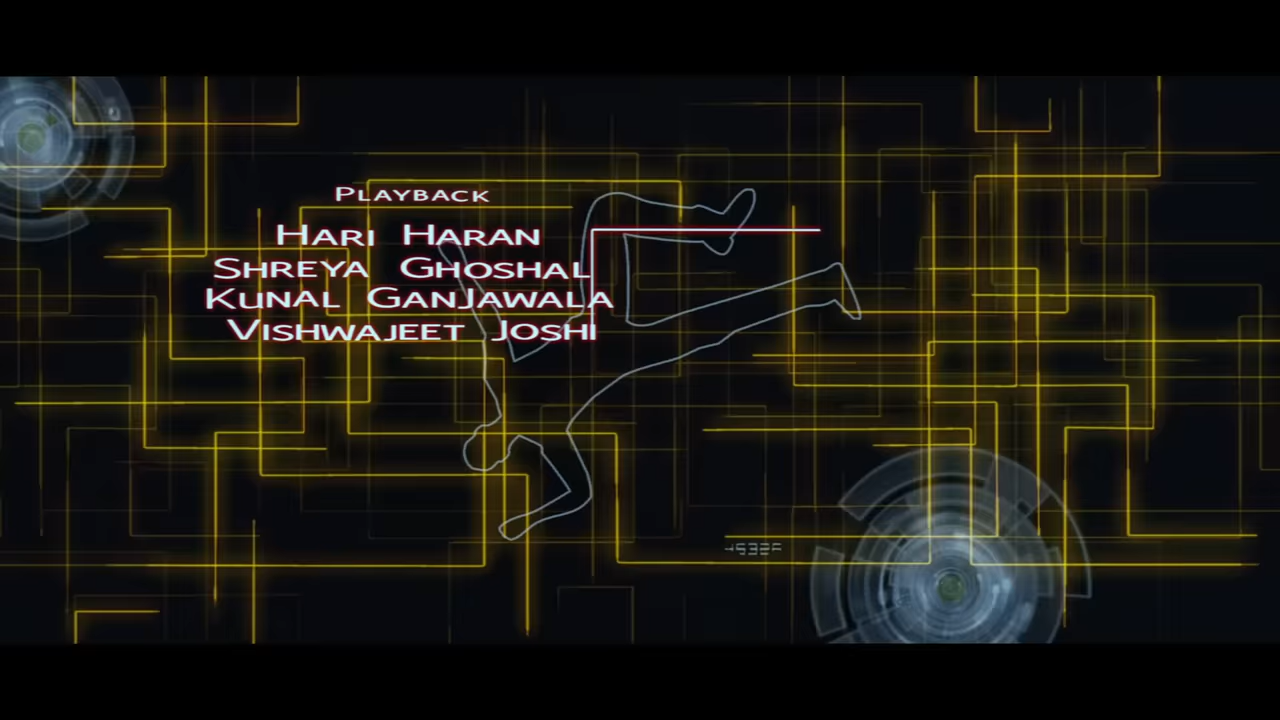 Playback
Hari Haran
Shreya Ghoshal
Kunal GanJawala
Vishwajeet Joshi